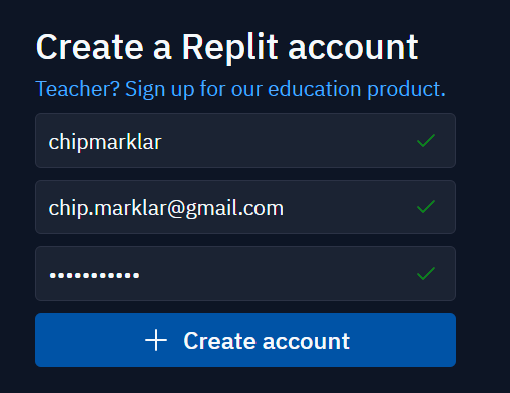 Create a Replit account
Teacher? Sign up for our education product.
chipmarklar
chip.marklar@gmail.com
•••••••••••
+ Create account